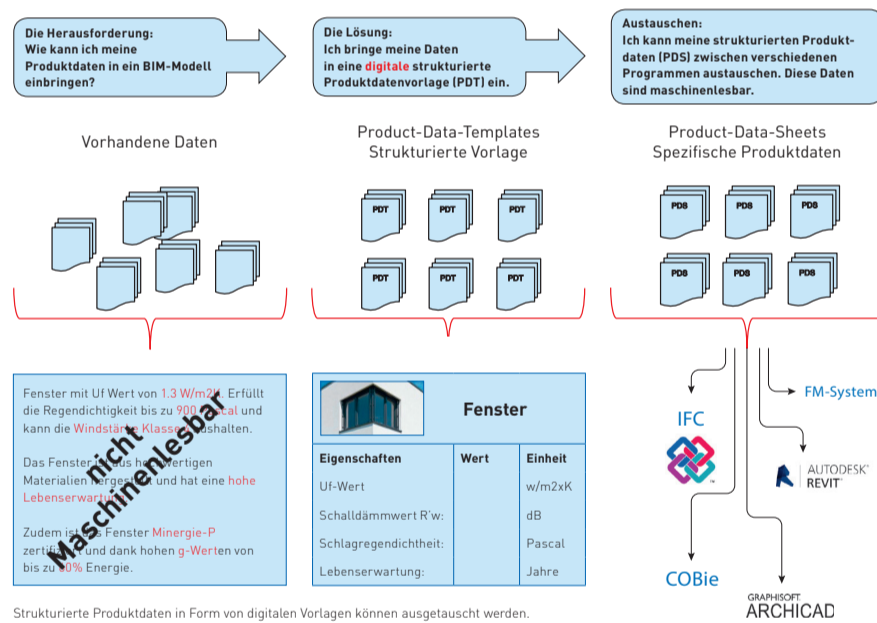 Die Herausforderung:
Wie kann ich meine
Produktdaten in ein BIM-Modell
einbringen?
Die Lösung:
Ich bringe meine Daten
in eine digitale strukturierte
Produktdatenvorlage (PDT) ein.
Austauschen:
Ich kann meine strukturierten Produkt-
daten (PDS) zwischen verschiedenen
Programmen austauschen. Diese Daten
sind maschinenlesbar.
Vorhandene Daten
Product-Data-Templates
Strukturierte Vorlage
Product-Data-Sheets
Spezifische Produktdaten
PDT PDT PDT
PDT PDT PDT
PDS PDS PDS
PDS PDS PDS
Fenster mit Uf Wert von 1.3 W/m2K. Erfüllt
die Regendichtigkeit bis zu 900 Pascal und
kann die Windstärke Klasse aushalten.
Das Fenster ist aus hochwertigen
Materialien hergestellt und hat eine hohe
Lebenserwartung.
Zudem ist das Fenster Minergie-P
zertifiziert und dank hohen g-Werten von
bis zu 60% Energie.
nicht
Maschinenlesbar
Fenster
Eigenschaften Wert Einheit
Uf-Wert w/m2xK
Schalldämmwert R'w: dB
Schlagregendichtheit: Pascal
Lebenserwartung: Jahre
FM-System
IFC
TM
AUTODESK®
REVIT®
COBie
GRAPHISOFT
ARCHICAD
Strukturierte Produktdaten in Form von digitalen Vorlagen können ausgetauscht werden.